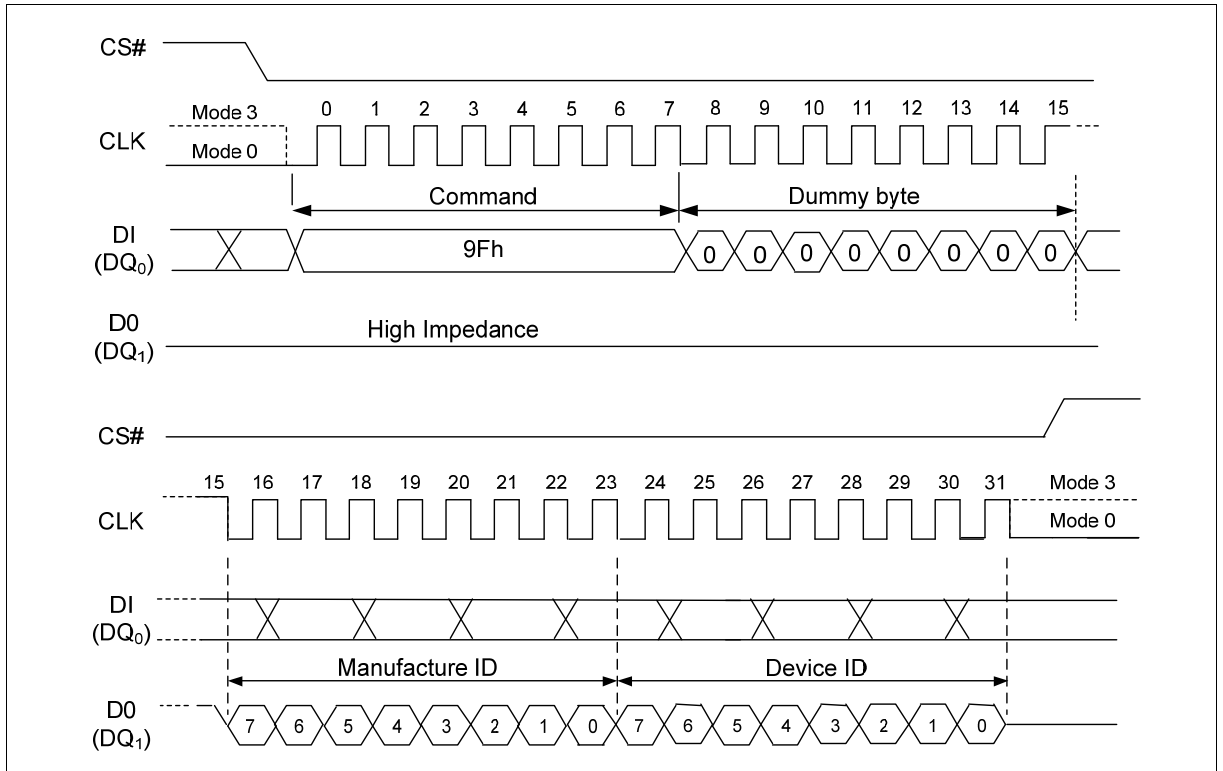 CS#
Mode 3
0 1 2 3 4 5 6 7 8 9 10 11 12 13 14 15
CLK
Mode 0
Command
Dummy byte
DI
(DQ0)
9Fh
0 0 0 0 0 0 0 0
D0
(DQ1)
High Impedance
CS#
15 16 17 18 19 20 21 22 23 24 25 26 27 28 29 30 31
Mode 3
CLK
Mode 0
DI
(DQ0)
Manufacture ID
Device ID
D0
(DQ1)
7 6 5 4 3 2 1 0 7 6 5 4 3 2 1 0